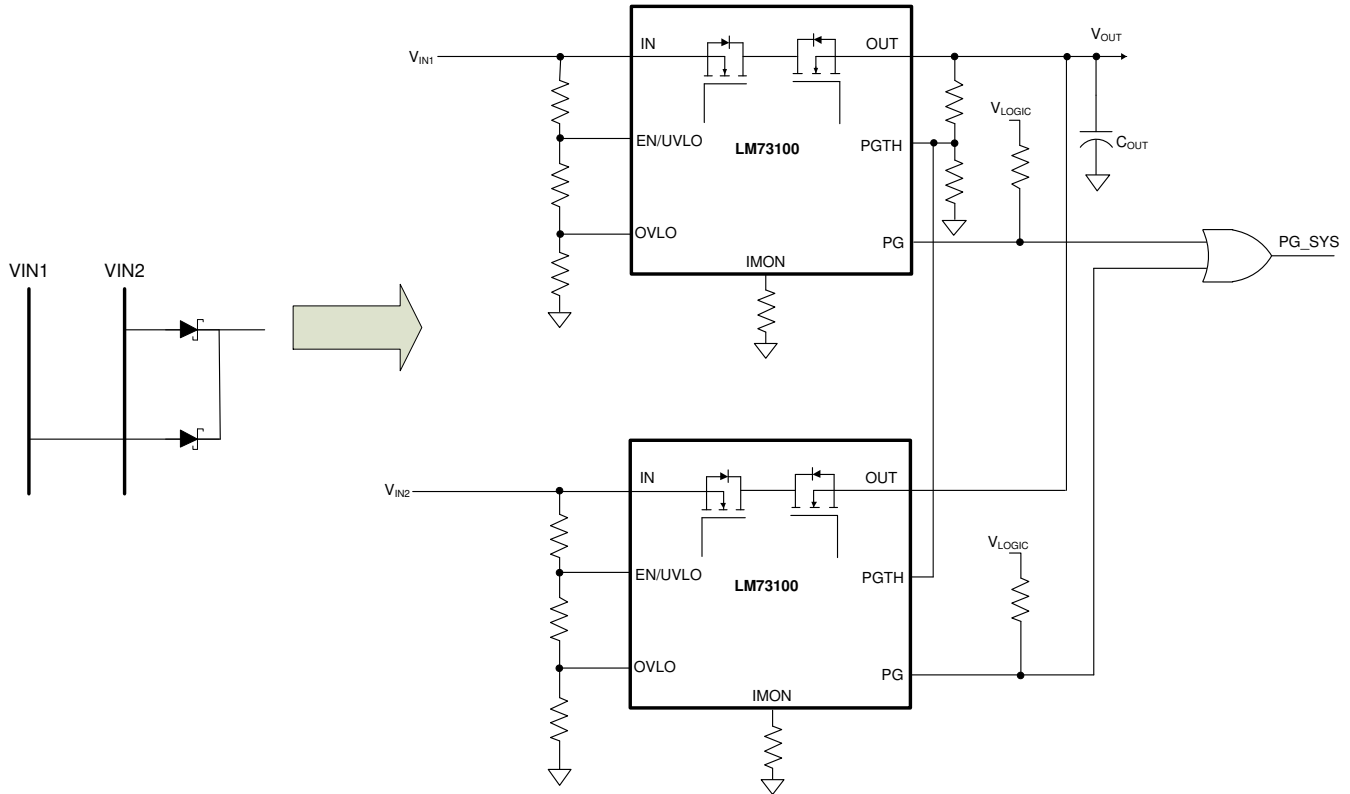 VIN1
VIN2
VIN1
IN
OUT
VOUT
EN/UVLO
LM73100
PGTH
VLOGIC
COUT
OVLO
PG
IMON
PG_SYS
VIN2
IN
OUT
EN/UVLO
LM73100
PGTH
VLOGIC
OVLO
PG
IMON